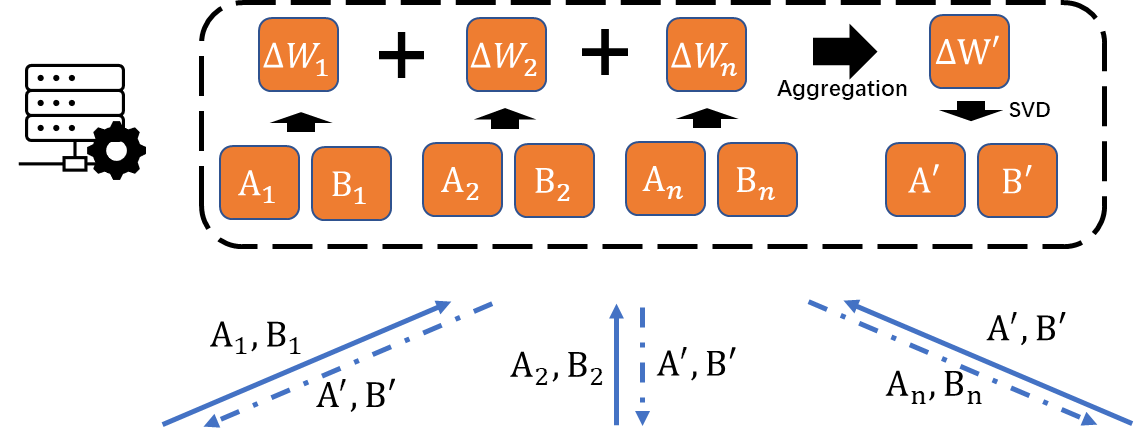 ΔW₁ + ΔW₂ + ΔWₙ ΔW′
Aggregation
SVD
A₁ B₁ A₂ B₂ Aₙ Bₙ A′ B′
A₁, B₁
A′, B′
A₂, B₂
A′, B′
A′, B′
Aₙ, Bₙ